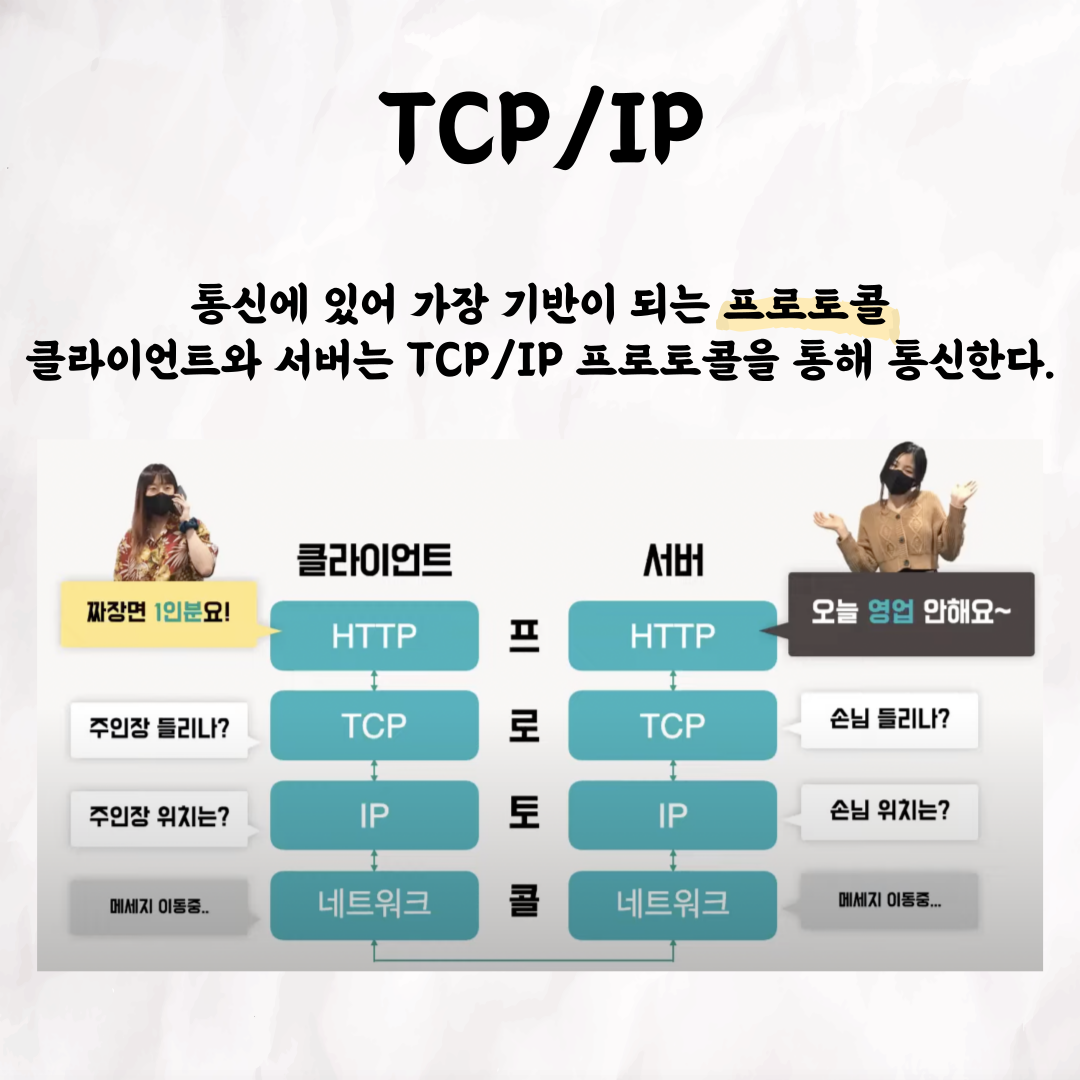 TCP/IP
통신에 있어 가장 기반이 되는 프로토콜
클라이언트와 서버는 TCP/IP 프로토콜을 통해 통신한다.
클라이언트
서버
짜장면 1인분요!
HTTP
프
HTTP
오늘 영업 안해요~
주인장 들리나?
TCP
로
TCP
손님 들리나?
주인장 위치는?
IP
토
IP
손님 위치는?
메세지 이동중..
네트워크
콜
네트워크
메세지 이동중...